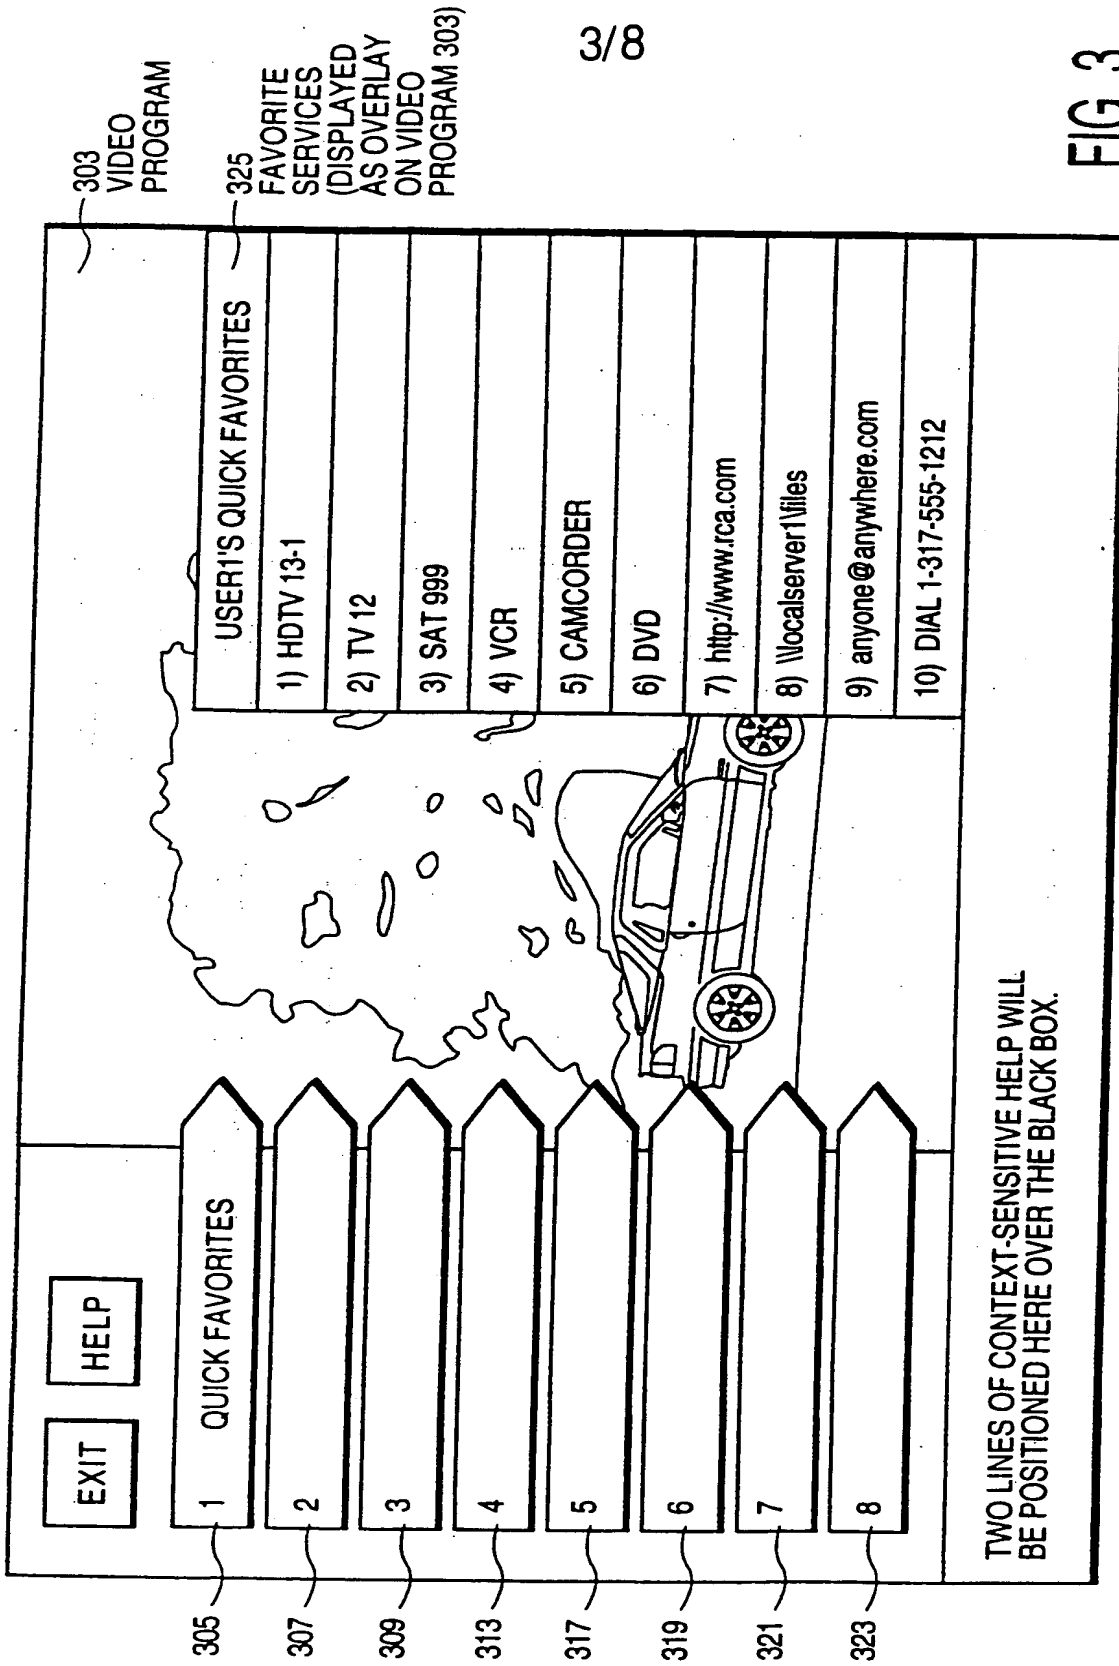 3/8
303
VIDEO
PROGRAM
325
FAVORITE
SERVICES
(DISPLAYED
AS OVERLAY
ON VIDEO
PROGRAM 303)
EXIT
HELP
305
1
QUICK FAVORITES
307
2
309
3
313
4
317
5
319
6
321
7
323
8
USER1'S QUICK FAVORITES
1) HDTV 13-1
2) TV 12
3) SAT 999
4) VCR
5) CAMCORDER
6) DVD
7) http://www.rca.com
8) \\localserver1\files
9) anyone@anywhere.com
10) DIAL 1-317-555-1212
TWO LINES OF CONTEXT-SENSITIVE HELP WILL
BE POSITIONED HERE OVER THE BLACK BOX.
FIG. 3